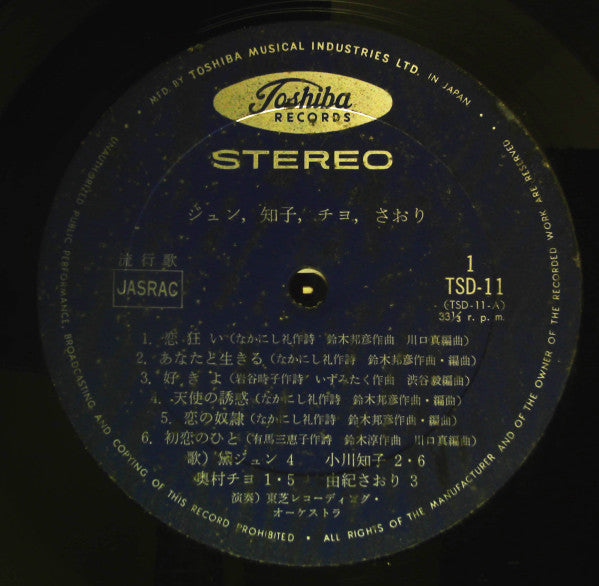 MFD. BY TOSHIBA MUSICAL INDUSTRIES LTD. IN JAPAN •
UNAUTHORIZED PUBLIC PERFORMANCE, BROADCASTING AND COPYING OF THIS RECORD PROHIBITED • ALL RIGHTS OF THE MANUFACTURER AND OF THE OWNER OF THE RECORDED WORK ARE RESERVED
Toshiba
RECORDS
STEREO
ジュン, 知子, チヨ, さおり
流行歌
JASRAC
1
TSD-11
(TSD-11-A)
33⅓ r. p. m.
1. 恋狂い(なかにし礼作詩 鈴木邦彦作曲 川口真編曲)
2. あなたと生きる(なかにし礼作詩 鈴木邦彦作曲・編曲)
3. 好きよ(岩谷時子作詩 いずみたく作曲 渋谷毅編曲)
4. 天使の誘惑(なかにし礼作詩 鈴木邦彦作曲・編曲)
5. 恋の奴隷(なかにし礼作詩 鈴木邦彦作曲・編曲)
6. 初恋のひと(有馬三恵子作詩 鈴木淳作曲 川口真編曲)
歌) 黛ジュン 4 小川知子 2・6
奥村チヨ 1・5 由紀さおり 3
演奏) 東芝レコーディング・
オーケストラ